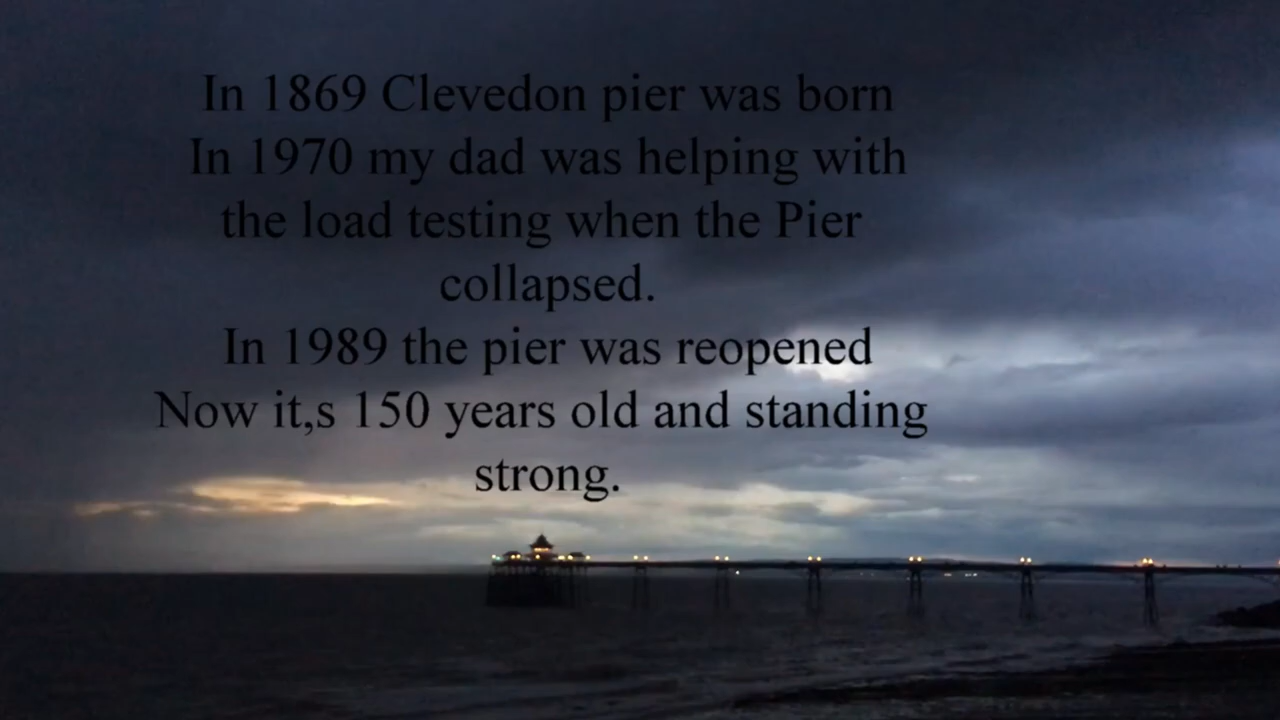 In 1869 Clevedon pier was born
In 1970 my dad was helping with
the load testing when the Pier
collapsed.
In 1989 the pier was reopened
Now it,s 150 years old and standing
strong.